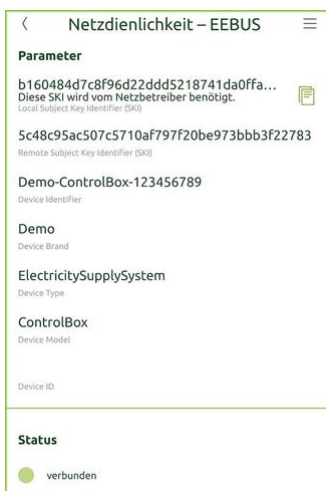 Netzdienlichkeit – EEBUS
Parameter
b160484d7c8f96d22ddd5218741da0ffa...
Diese SKI wird vom Netzbetreiber benötigt.
Local Subject Key Identifier (SKI)
5c48c95ac507c5710af797f20be973bbb3f22783
Remote Subject Key Identifier (SKI)
Demo-ControlBox-123456789
Device Identifier
Demo
Device Brand
ElectricitySupplySystem
Device Type
ControlBox
Device Model
Device ID
Status
verbunden